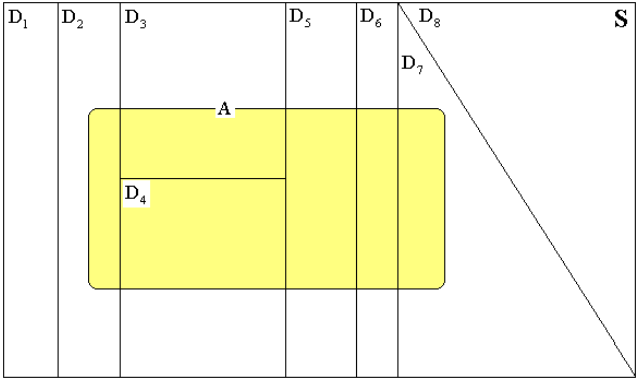 D₁ D₂ D₃ D₅ D₆ D₈ S
D₇
A
D₄